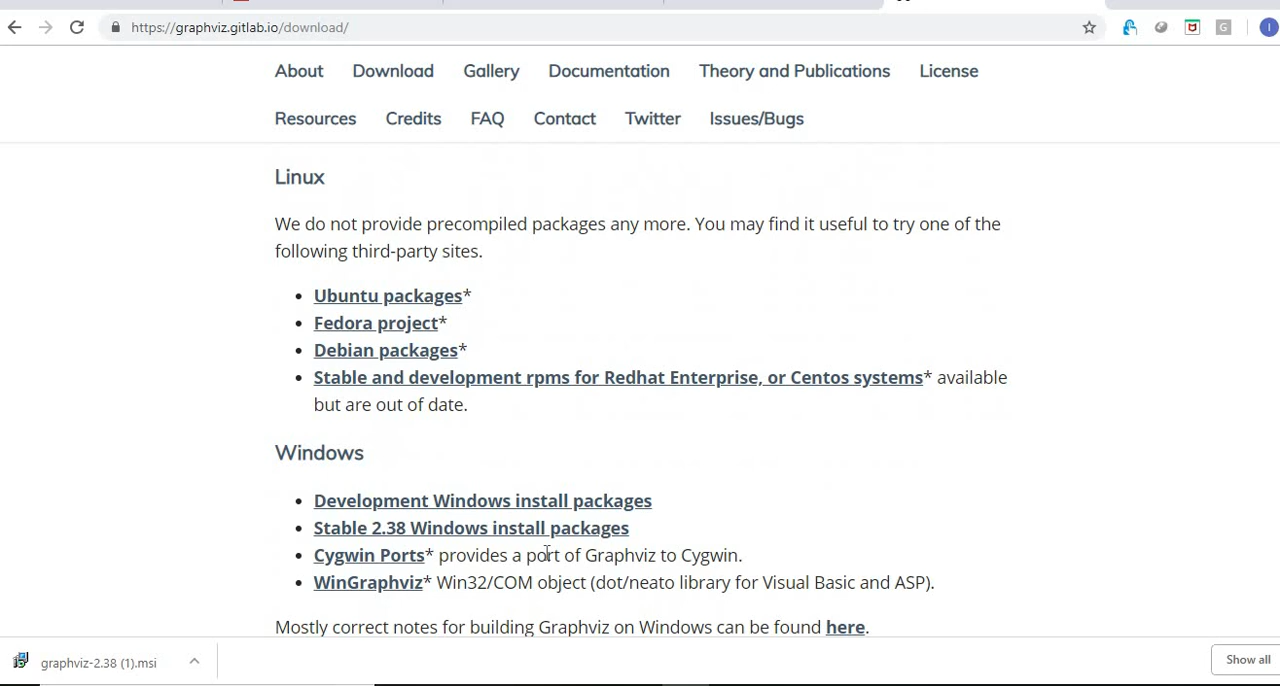 https://graphviz.gitlab.io/download/
G
I
About Download Gallery Documentation Theory and Publications License
Resources Credits FAQ Contact Twitter Issues/Bugs
Linux
We do not provide precompiled packages any more. You may find it useful to try one of the
following third-party sites.
• Ubuntu packages*
• Fedora project*
• Debian packages*
• Stable and development rpms for Redhat Enterprise, or Centos systems* available
but are out of date.
Windows
• Development Windows install packages
• Stable 2.38 Windows install packages
• Cygwin Ports* provides a port of Graphviz to Cygwin.
• WinGraphviz* Win32/COM object (dot/neato library for Visual Basic and ASP).
Mostly correct notes for building Graphviz on Windows can be found here.
graphviz-2.38 (1).msi
Show all